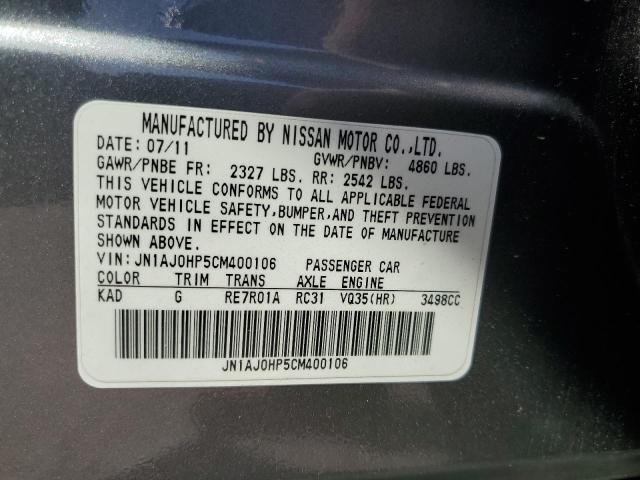 MANUFACTURED BY NISSAN MOTOR CO.,LTD.
DATE: 07/11 GVWR/PNBV: 4860 LBS.
GAWR/PNBE FR: 2327 LBS. RR: 2542 LBS.
THIS VEHICLE CONFORMS TO ALL APPLICABLE FEDERAL
MOTOR VEHICLE SAFETY,BUMPER,AND THEFT PREVENTION
STANDARDS IN EFFECT ON THE DATE OF MANUFACTURE
SHOWN ABOVE.
VIN: JN1AJ0HP5CM400106 PASSENGER CAR
COLOR TRIM TRANS AXLE ENGINE
KAD G RE7R01A RC31 VQ35(HR) 3498CC
JN1AJ0HP5CM400106